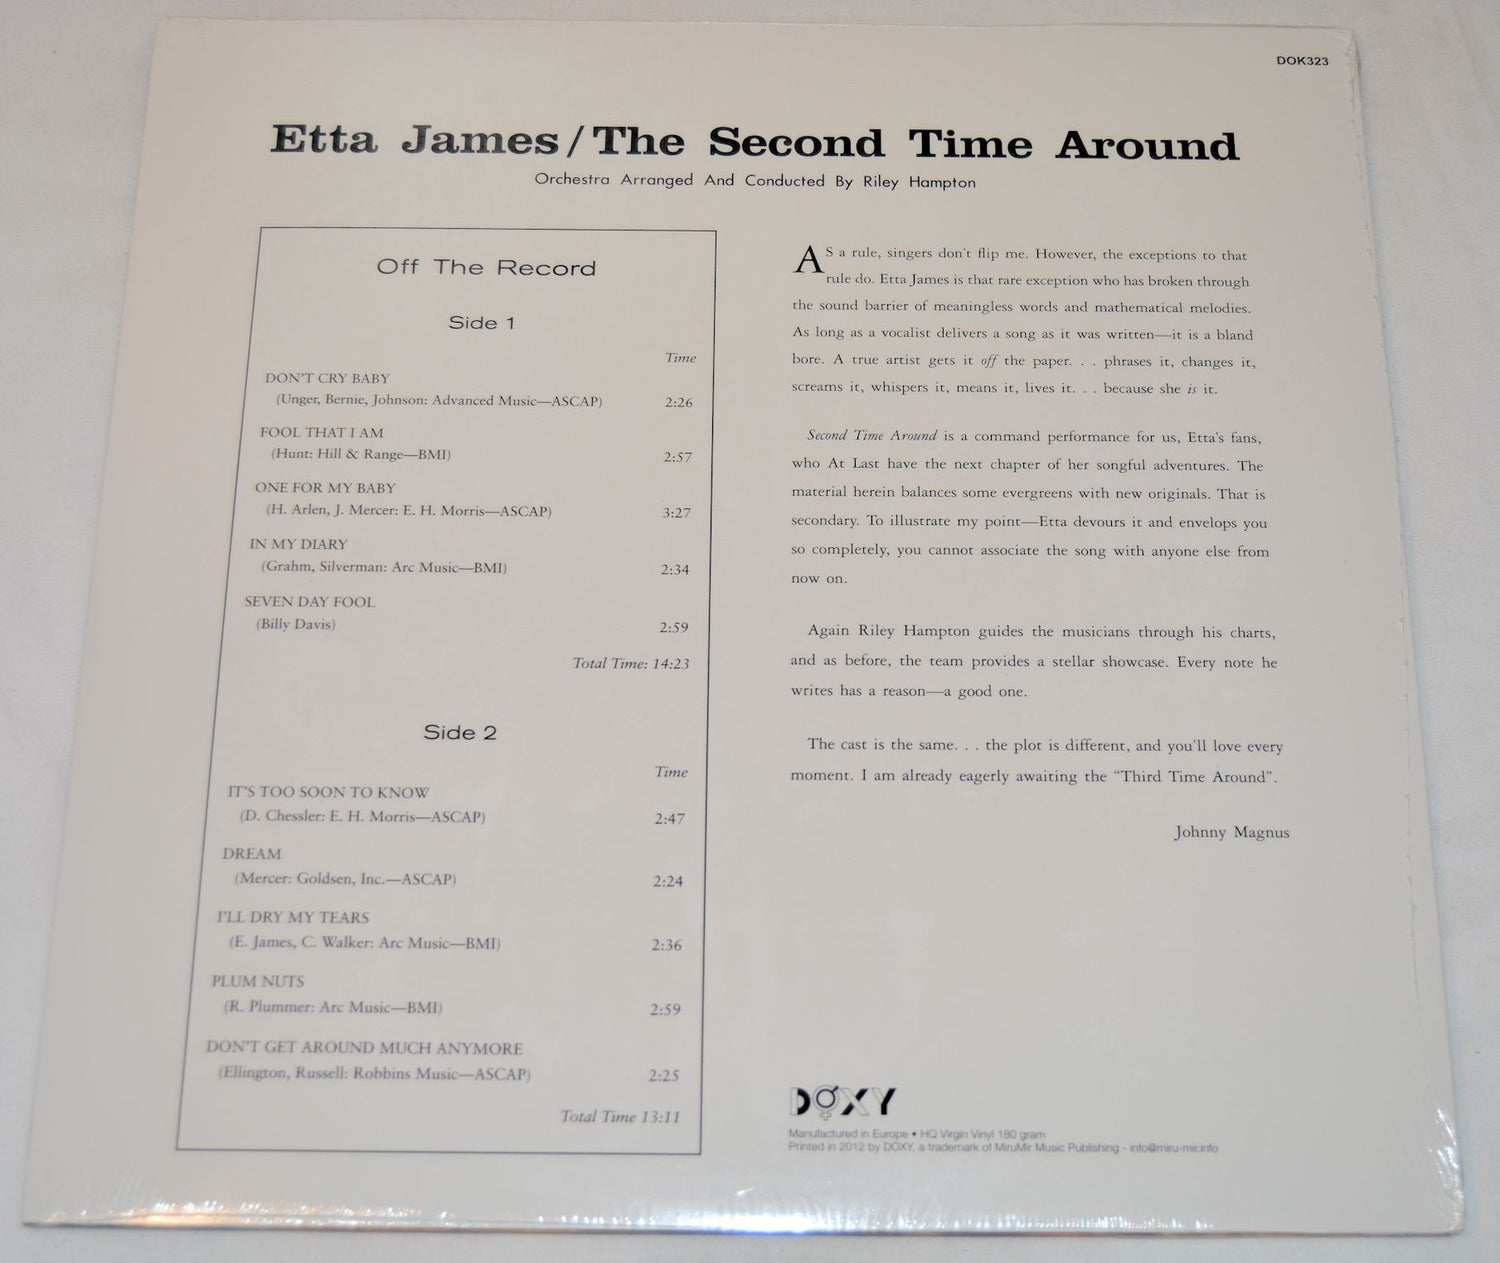 DOK323
Etta James/The Second Time Around
Orchestra Arranged And Conducted By Riley Hampton
Off The Record
Side 1
Time
DON'T CRY BABY
(Unger, Bernie, Johnson: Advanced Music—ASCAP) 2:26
FOOL THAT I AM
(Hunt: Hill & Range—BMI) 2:57
ONE FOR MY BABY
(H. Arlen, J. Mercer: E. H. Morris—ASCAP) 3:27
IN MY DIARY
(Grahm, Silverman: Arc Music—BMI) 2:34
SEVEN DAY FOOL
(Billy Davis) 2:59
Total Time: 14:23
Side 2
Time
IT'S TOO SOON TO KNOW
(D. Chessler: E. H. Morris—ASCAP) 2:47
DREAM
(Mercer: Goldsen, Inc.—ASCAP) 2:24
I'LL DRY MY TEARS
(E. James, C. Walker: Arc Music—BMI) 2:36
PLUM NUTS
(R. Plummer: Arc Music—BMI) 2:59
DON'T GET AROUND MUCH ANYMORE
(Ellington, Russell: Robbins Music—ASCAP) 2:25
Total Time 13:11
AS a rule, singers don't flip me. However, the exceptions to that
rule do. Etta James is that rare exception who has broken through
the sound barrier of meaningless words and mathematical melodies.
As long as a vocalist delivers a song as it was written—it is a bland
bore. A true artist gets it off the paper. . . phrases it, changes it,
screams it, whispers it, means it, lives it. . . because she is it.
Second Time Around is a command performance for us, Etta's fans,
who At Last have the next chapter of her songful adventures. The
material herein balances some evergreens with new originals. That is
secondary. To illustrate my point—Etta devours it and envelops you
so completely, you cannot associate the song with anyone else from
now on.
Again Riley Hampton guides the musicians through his charts,
and as before, the team provides a stellar showcase. Every note he
writes has a reason—a good one.
The cast is the same. . . the plot is different, and you'll love every
moment. I am already eagerly awaiting the "Third Time Around".
Johnny Magnus
DOXY
Manufactured in Europe • HQ Virgin Vinyl 180 gram
Printed in 2012 by DOXY, a trademark of MiruMir Music Publishing - info@miru-mir.info